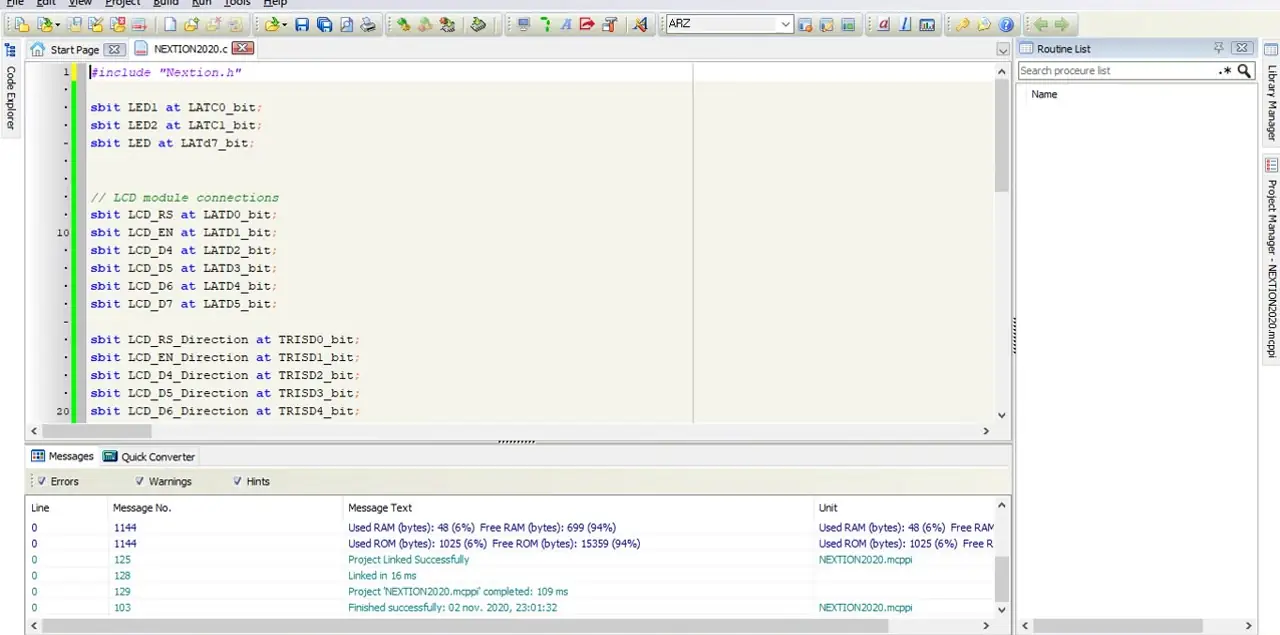 File Edit View Project Build Run Tools Help
ARZ
Start Page NEXTION2020.c
Code Explorer
1 #include "Nextion.h"
sbit LED1 at LATC0_bit;
sbit LED2 at LATC1_bit;
sbit LED at LATd7_bit;
// LCD module connections
sbit LCD_RS at LATD0_bit;
10 sbit LCD_EN at LATD1_bit;
sbit LCD_D4 at LATD2_bit;
sbit LCD_D5 at LATD3_bit;
sbit LCD_D6 at LATD4_bit;
sbit LCD_D7 at LATD5_bit;
sbit LCD_RS_Direction at TRISD0_bit;
sbit LCD_EN_Direction at TRISD1_bit;
sbit LCD_D4_Direction at TRISD2_bit;
sbit LCD_D5_Direction at TRISD3_bit;
20 sbit LCD_D6_Direction at TRISD4_bit;
Routine List
Search proceure list .*
Name
Library Manager
Project Manager - NEXTION2020.mcppi
Messages Quick Converter
Errors Warnings Hints
Line Message No. Message Text Unit
0 1144 Used RAM (bytes): 48 (6%) Free RAM (bytes): 699 (94%) Used RAM (bytes): 48 (6%) Free RAM
0 1144 Used ROM (bytes): 1025 (6%) Free ROM (bytes): 15359 (94%) Used ROM (bytes): 1025 (6%) Free R
0 125 Project Linked Successfully NEXTION2020.mcppi
0 128 Linked in 16 ms
0 129 Project 'NEXTION2020.mcppi' completed: 109 ms
0 103 Finished successfully: 02 nov. 2020, 23:01:32 NEXTION2020.mcppi